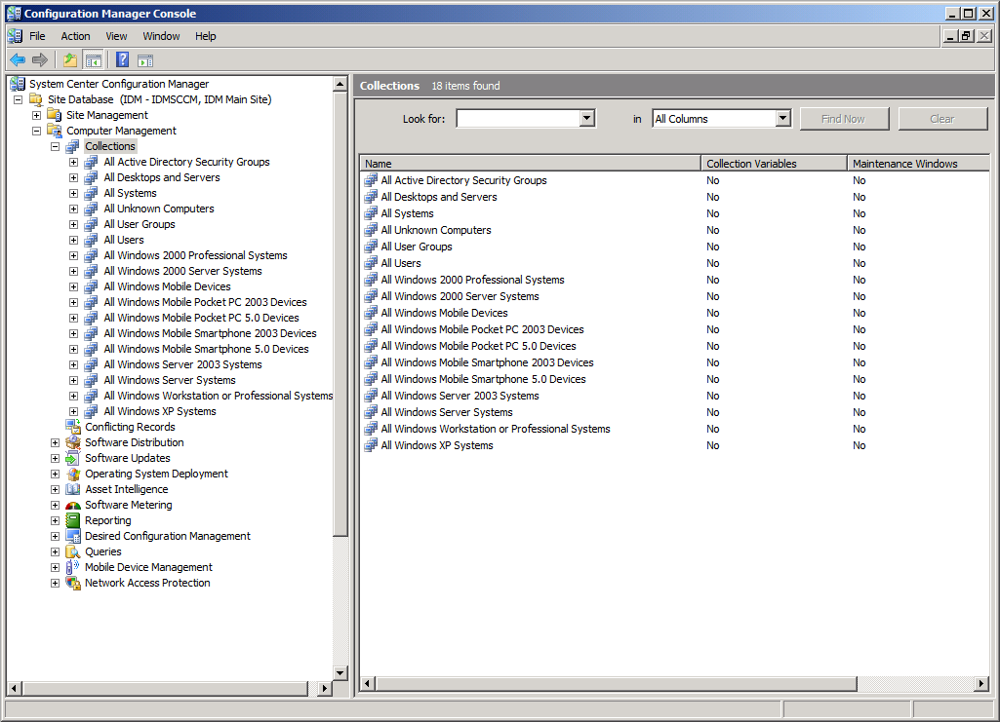 Configuration Manager Console
File Action View Window Help
System Center Configuration Manager
Site Database (IDM - IDMSCCM, IDM Main Site)
Site Management
Computer Management
Collections
All Active Directory Security Groups
All Desktops and Servers
All Systems
All Unknown Computers
All User Groups
All Users
All Windows 2000 Professional Systems
All Windows 2000 Server Systems
All Windows Mobile Devices
All Windows Mobile Pocket PC 2003 Devices
All Windows Mobile Pocket PC 5.0 Devices
All Windows Mobile Smartphone 2003 Devices
All Windows Mobile Smartphone 5.0 Devices
All Windows Server 2003 Systems
All Windows Server Systems
All Windows Workstation or Professional Systems
All Windows XP Systems
Conflicting Records
Software Distribution
Software Updates
Operating System Deployment
Asset Intelligence
Software Metering
Reporting
Desired Configuration Management
Queries
Mobile Device Management
Network Access Protection
Collections 18 items found
Look for: in All Columns Find Now Clear
Name Collection Variables Maintenance Windows
All Active Directory Security Groups No No
All Desktops and Servers No No
All Systems No No
All Unknown Computers No No
All User Groups No No
All Users No No
All Windows 2000 Professional Systems No No
All Windows 2000 Server Systems No No
All Windows Mobile Devices No No
All Windows Mobile Pocket PC 2003 Devices No No
All Windows Mobile Pocket PC 5.0 Devices No No
All Windows Mobile Smartphone 2003 Devices No No
All Windows Mobile Smartphone 5.0 Devices No No
All Windows Server 2003 Systems No No
All Windows Server Systems No No
All Windows Workstation or Professional Systems No No
All Windows XP Systems No No